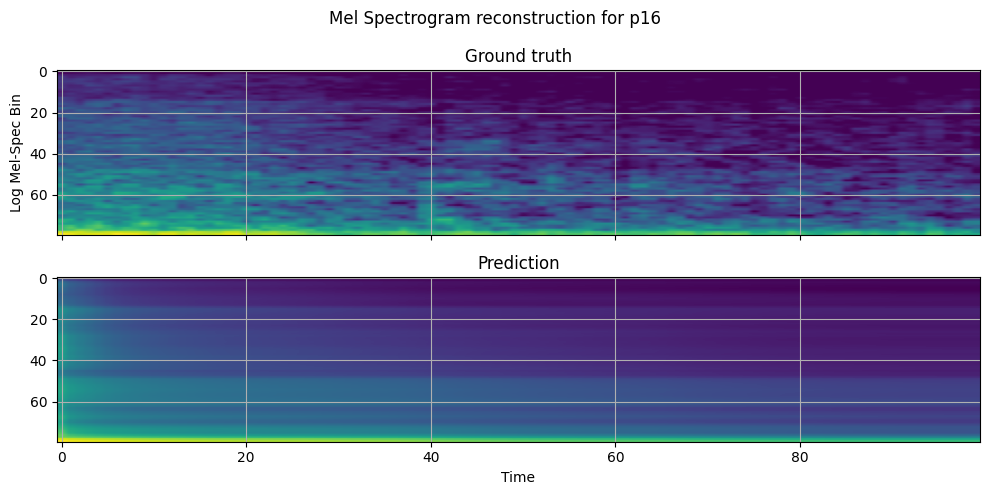 Mel Spectrogram reconstruction for p16
Ground truth
0
20
40
60
Log Mel-Spec Bin
Prediction
0
20
40
60
0 20 40 60 80
Time